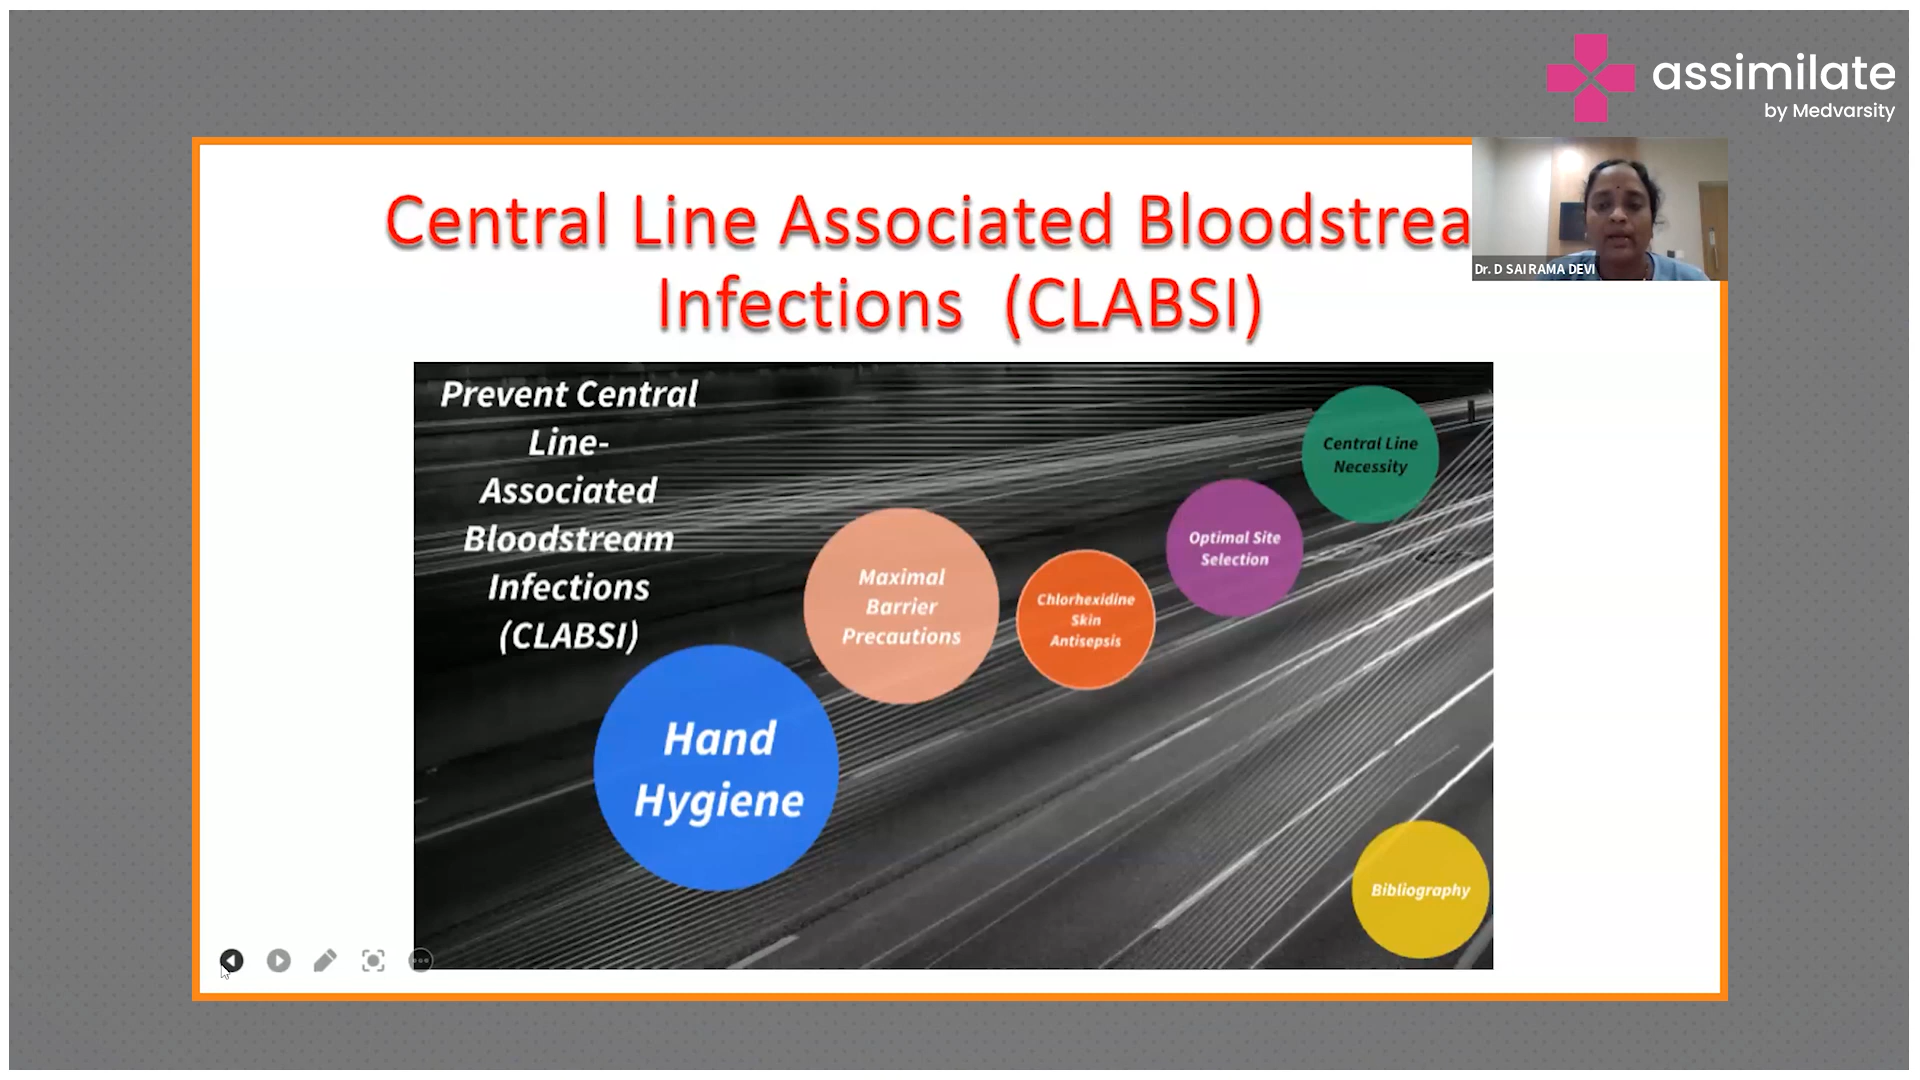 assimilate
by Medvarsity
Central Line Associated Bloodstrea
Infections (CLABSI)
Dr. D SAI RAMA DEVI
Prevent Central
Line-
Associated
Bloodstream
Infections
(CLABSI)
Central Line
Necessity
Optimal Site
Selection
Maximal
Barrier
Precautions
Chlorhexidine
Skin
Antisepsis
Hand
Hygiene
Bibliography